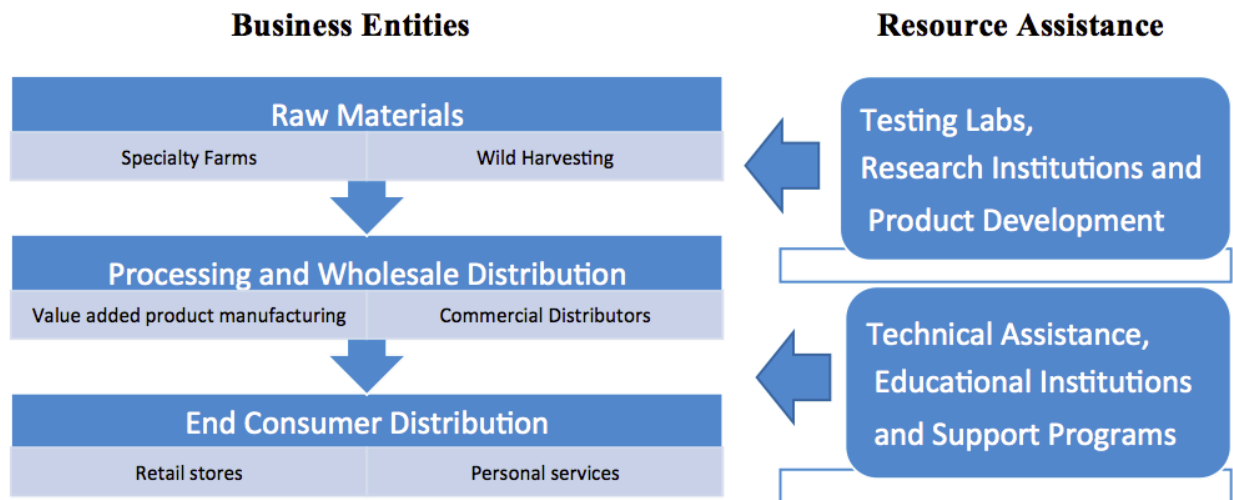 Business Entities
Raw Materials
Specialty Farms
Wild Harvesting
Processing and Wholesale Distribution
Value added product manufacturing
Commercial Distributors
End Consumer Distribution
Retail stores
Personal services
Resource Assistance
Testing Labs,
Research Institutions and
Product Development
Technical Assistance,
Educational Institutions
and Support Programs